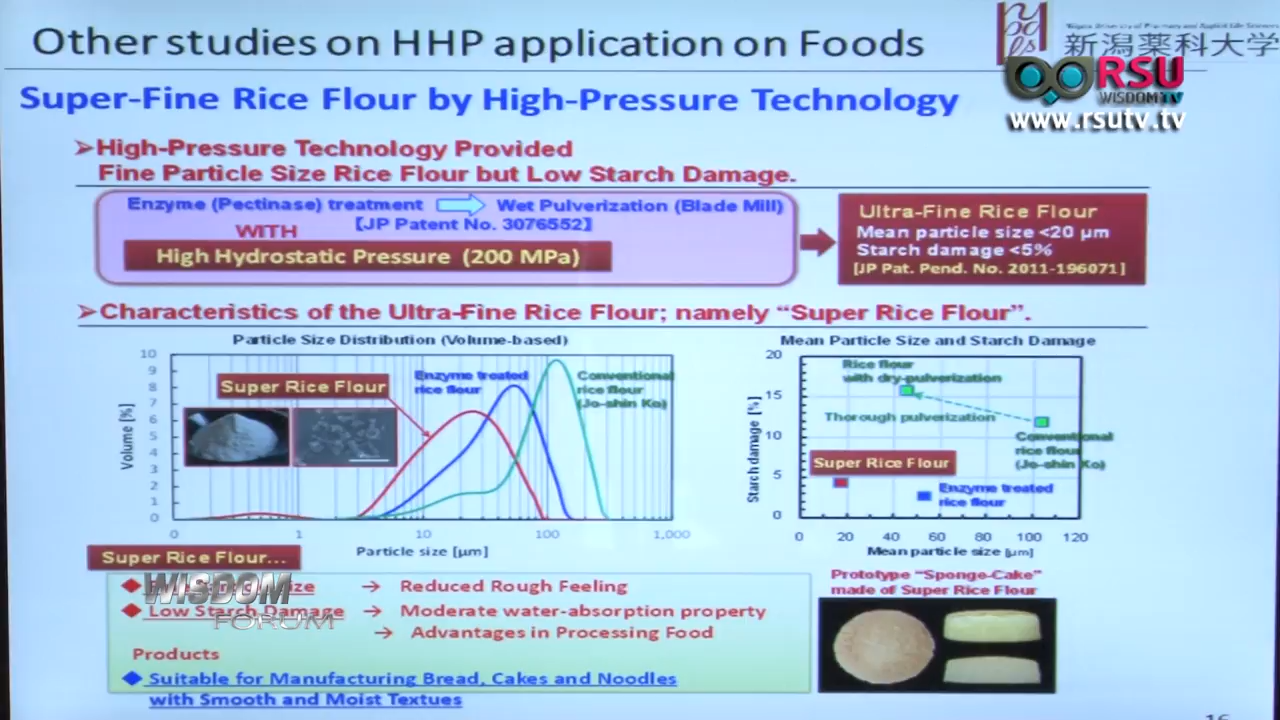 Other studies on HHP application on Foods
新潟薬科大学
RSU
WISDOM TV
www.rsutv.tv
Super-Fine Rice Flour by High-Pressure Technology
➢High-Pressure Technology Provided
Fine Particle Size Rice Flour but Low Starch Damage.
Enzyme (Pectinase) treatment
Wet Pulverization (Blade Mill)
[JP Patent No. 3076552]
WITH
High Hydrostatic Pressure (200 MPa)
Ultra-Fine Rice Flour
Mean particle size <20 µm
Starch damage <5%
[JP Pat. Pend. No. 2011-196071]
➢Characteristics of the Ultra-Fine Rice Flour; namely “Super Rice Flour”.
Particle Size Distribution (Volume-based)
10
9
8
7
6
5
4
3
2
1
0
Volume [%]
Super Rice Flour
Enzyme treated
rice flour
Conventional
rice flour
(Jo-shin Ko)
0
1
10
100
1,000
Particle size [µm]
Mean Particle Size and Starch Damage
20
15
10
5
0
Starch damage [%]
Rice flour
with dry-pulverization
Thorough pulverization
Conventional
rice flour
(Jo-shin Ko)
Super Rice Flour
Enzyme treated
rice flour
0 20 40 60 80 100 120
Mean particle size [µm]
Super Rice Flour...
→ Reduced Rough Feeling
Low Starch Damage → Moderate water-absorption property
→ Advantages in Processing Food
WISDOM
FORUM
Products
Suitable for Manufacturing Bread, Cakes and Noodles
with Smooth and Moist Textues
Prototype “Sponge-Cake”
made of Super Rice Flour
16